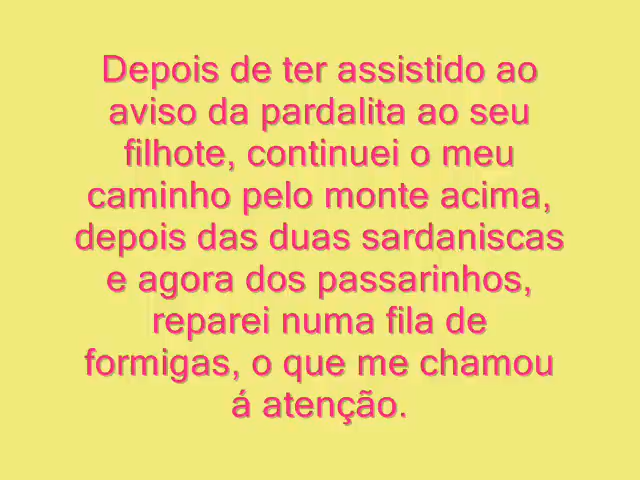 Depois de ter assistido ao
aviso da pardalita ao seu
filhote, continuei o meu
caminho pelo monte acima,
depois das duas sardaniscas
e agora dos passarinhos,
reparei numa fila de
formigas, o que me chamou
á atenção.